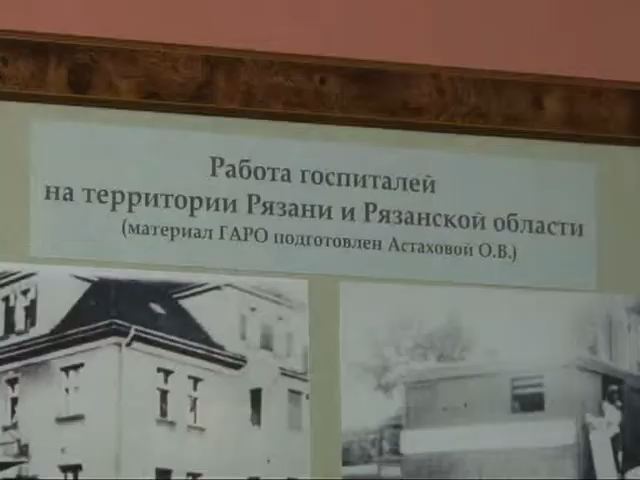 Работа госпиталей
на территории Рязани и Рязанской области
(материал ГАРО подготовлен Астаховой О.В.)